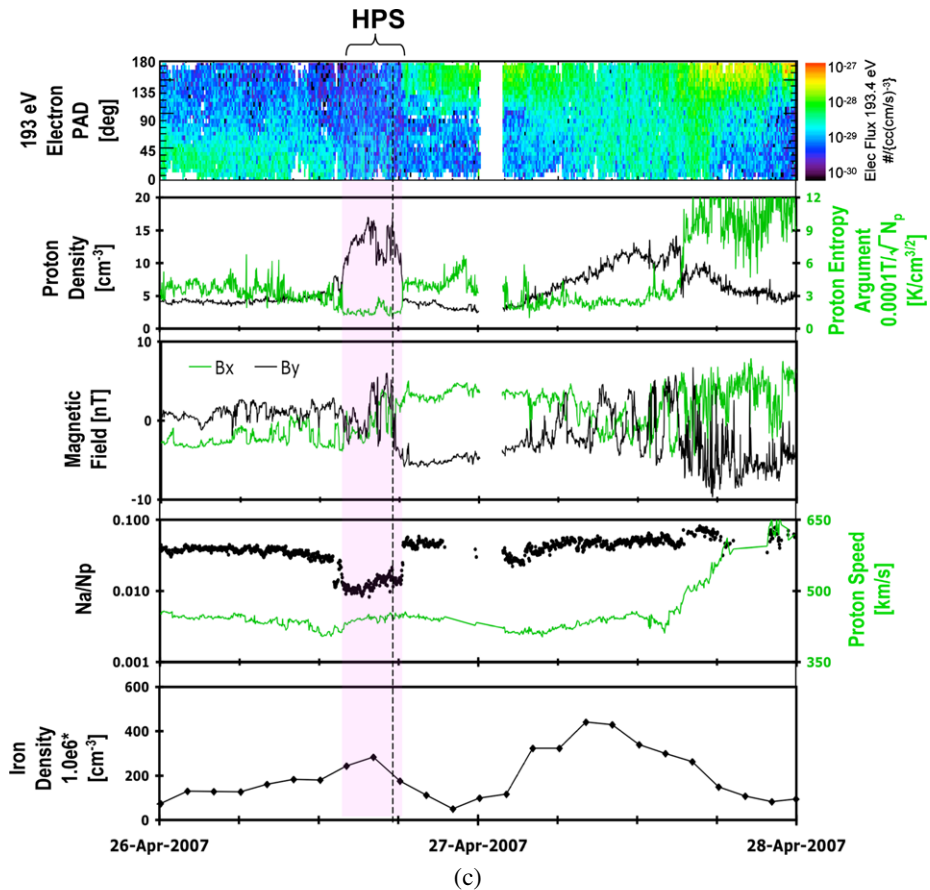 HPS
193 eV
Electron
PAD
[deg]
180
135
90
45
0
10-27
10-28
10-29
10-30
Elec Flux 193.4 eV
#/{cc(cm/s)-3}
Proton
Density
[cm-3]
20
15
10
5
0
12
9
6
3
0
Proton Entropy
Argument
0.0001T/√Np
[K/cm3/2]
Magnetic
Field [nT]
10
0
-10
Bx By
Na/Np
0.100
0.010
0.001
650
550
450
350
Proton Speed
[km/s]
Iron
Density
1.0e6*
[cm-3]
600
400
200
0
26-Apr-2007 27-Apr-2007 28-Apr-2007
(c)